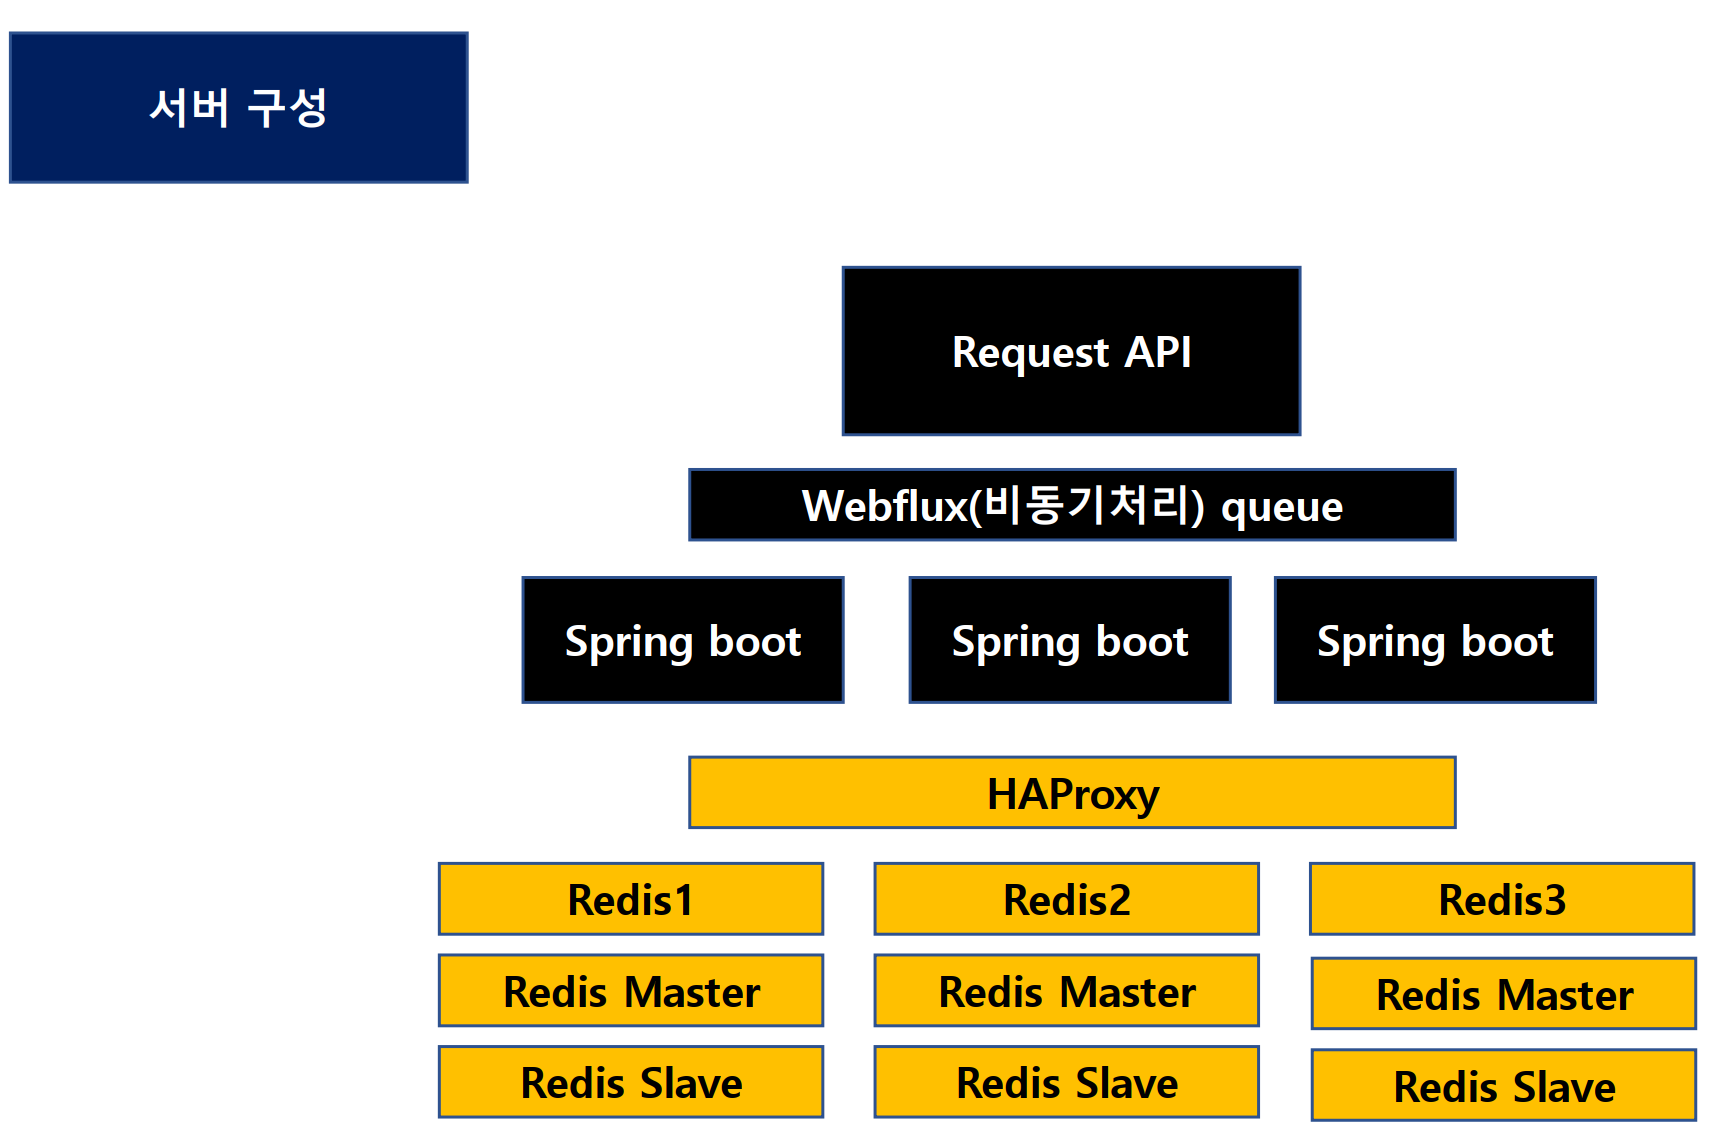 서버 구성
Request API
Webflux(비동기처리) queue
Spring boot
Spring boot
Spring boot
HAProxy
Redis1
Redis2
Redis3
Redis Master
Redis Master
Redis Master
Redis Slave
Redis Slave
Redis Slave